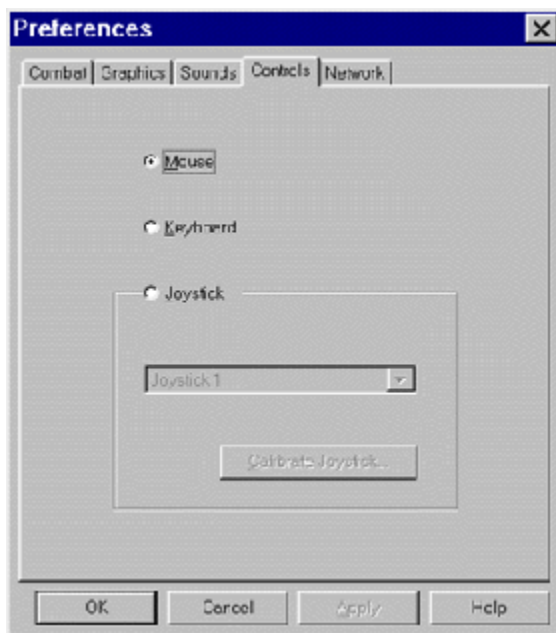 Preferences
Combat Graphics Sounds Controls Network
Mouse
Keyboard
Joystick
Joystick 1
Calibrate Joystick...
OK Cancel Apply Help